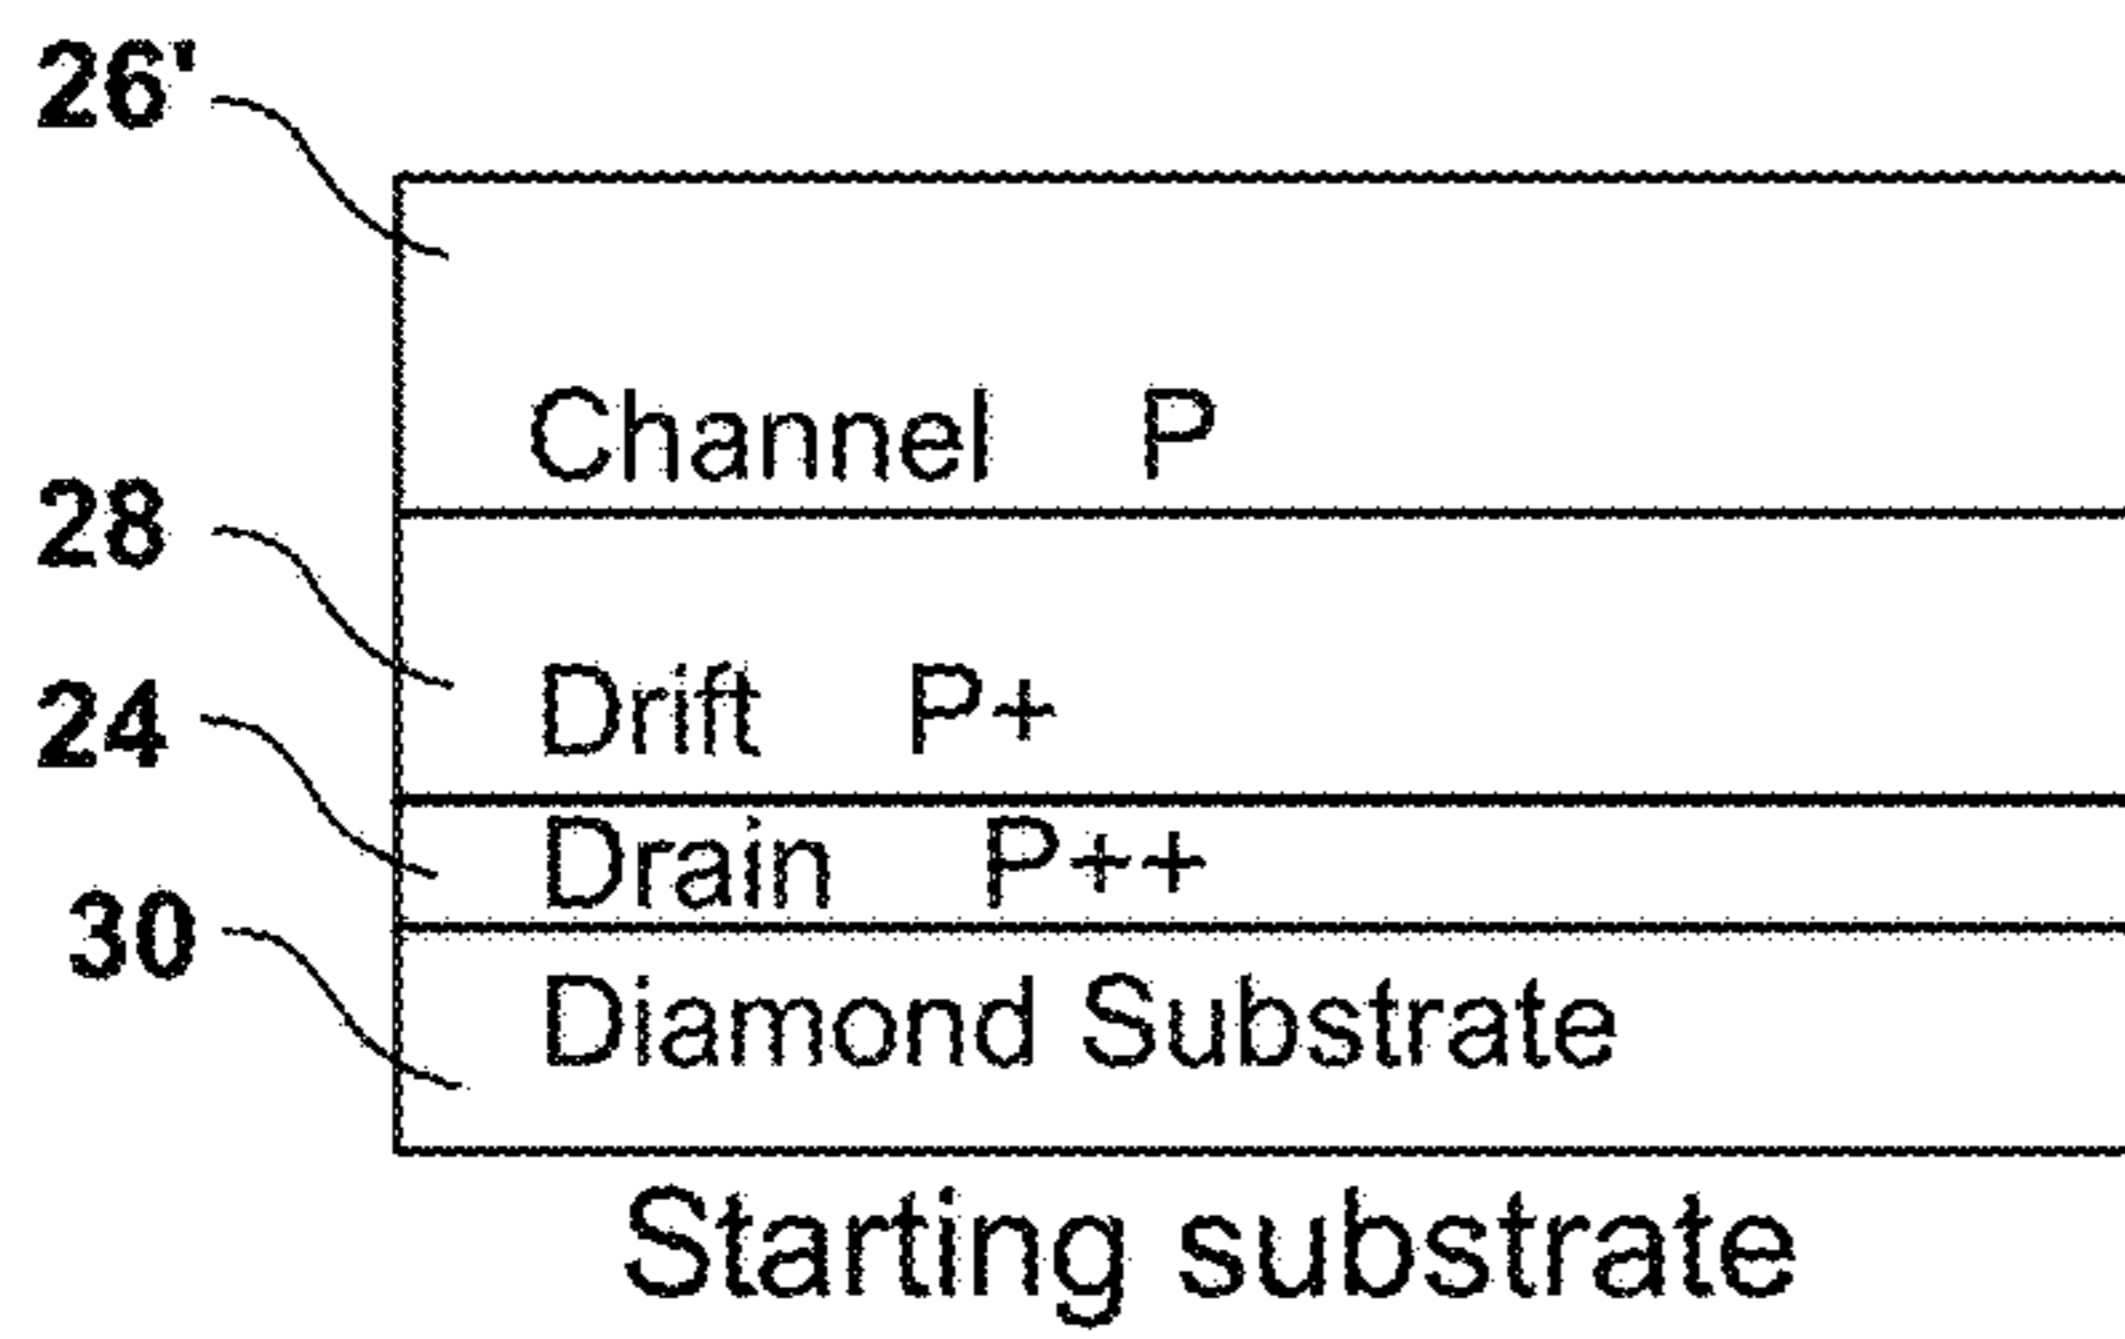 26'
Channel P
28
Drift P+
24
Drain P++
30
Diamond Substrate
Starting substrate